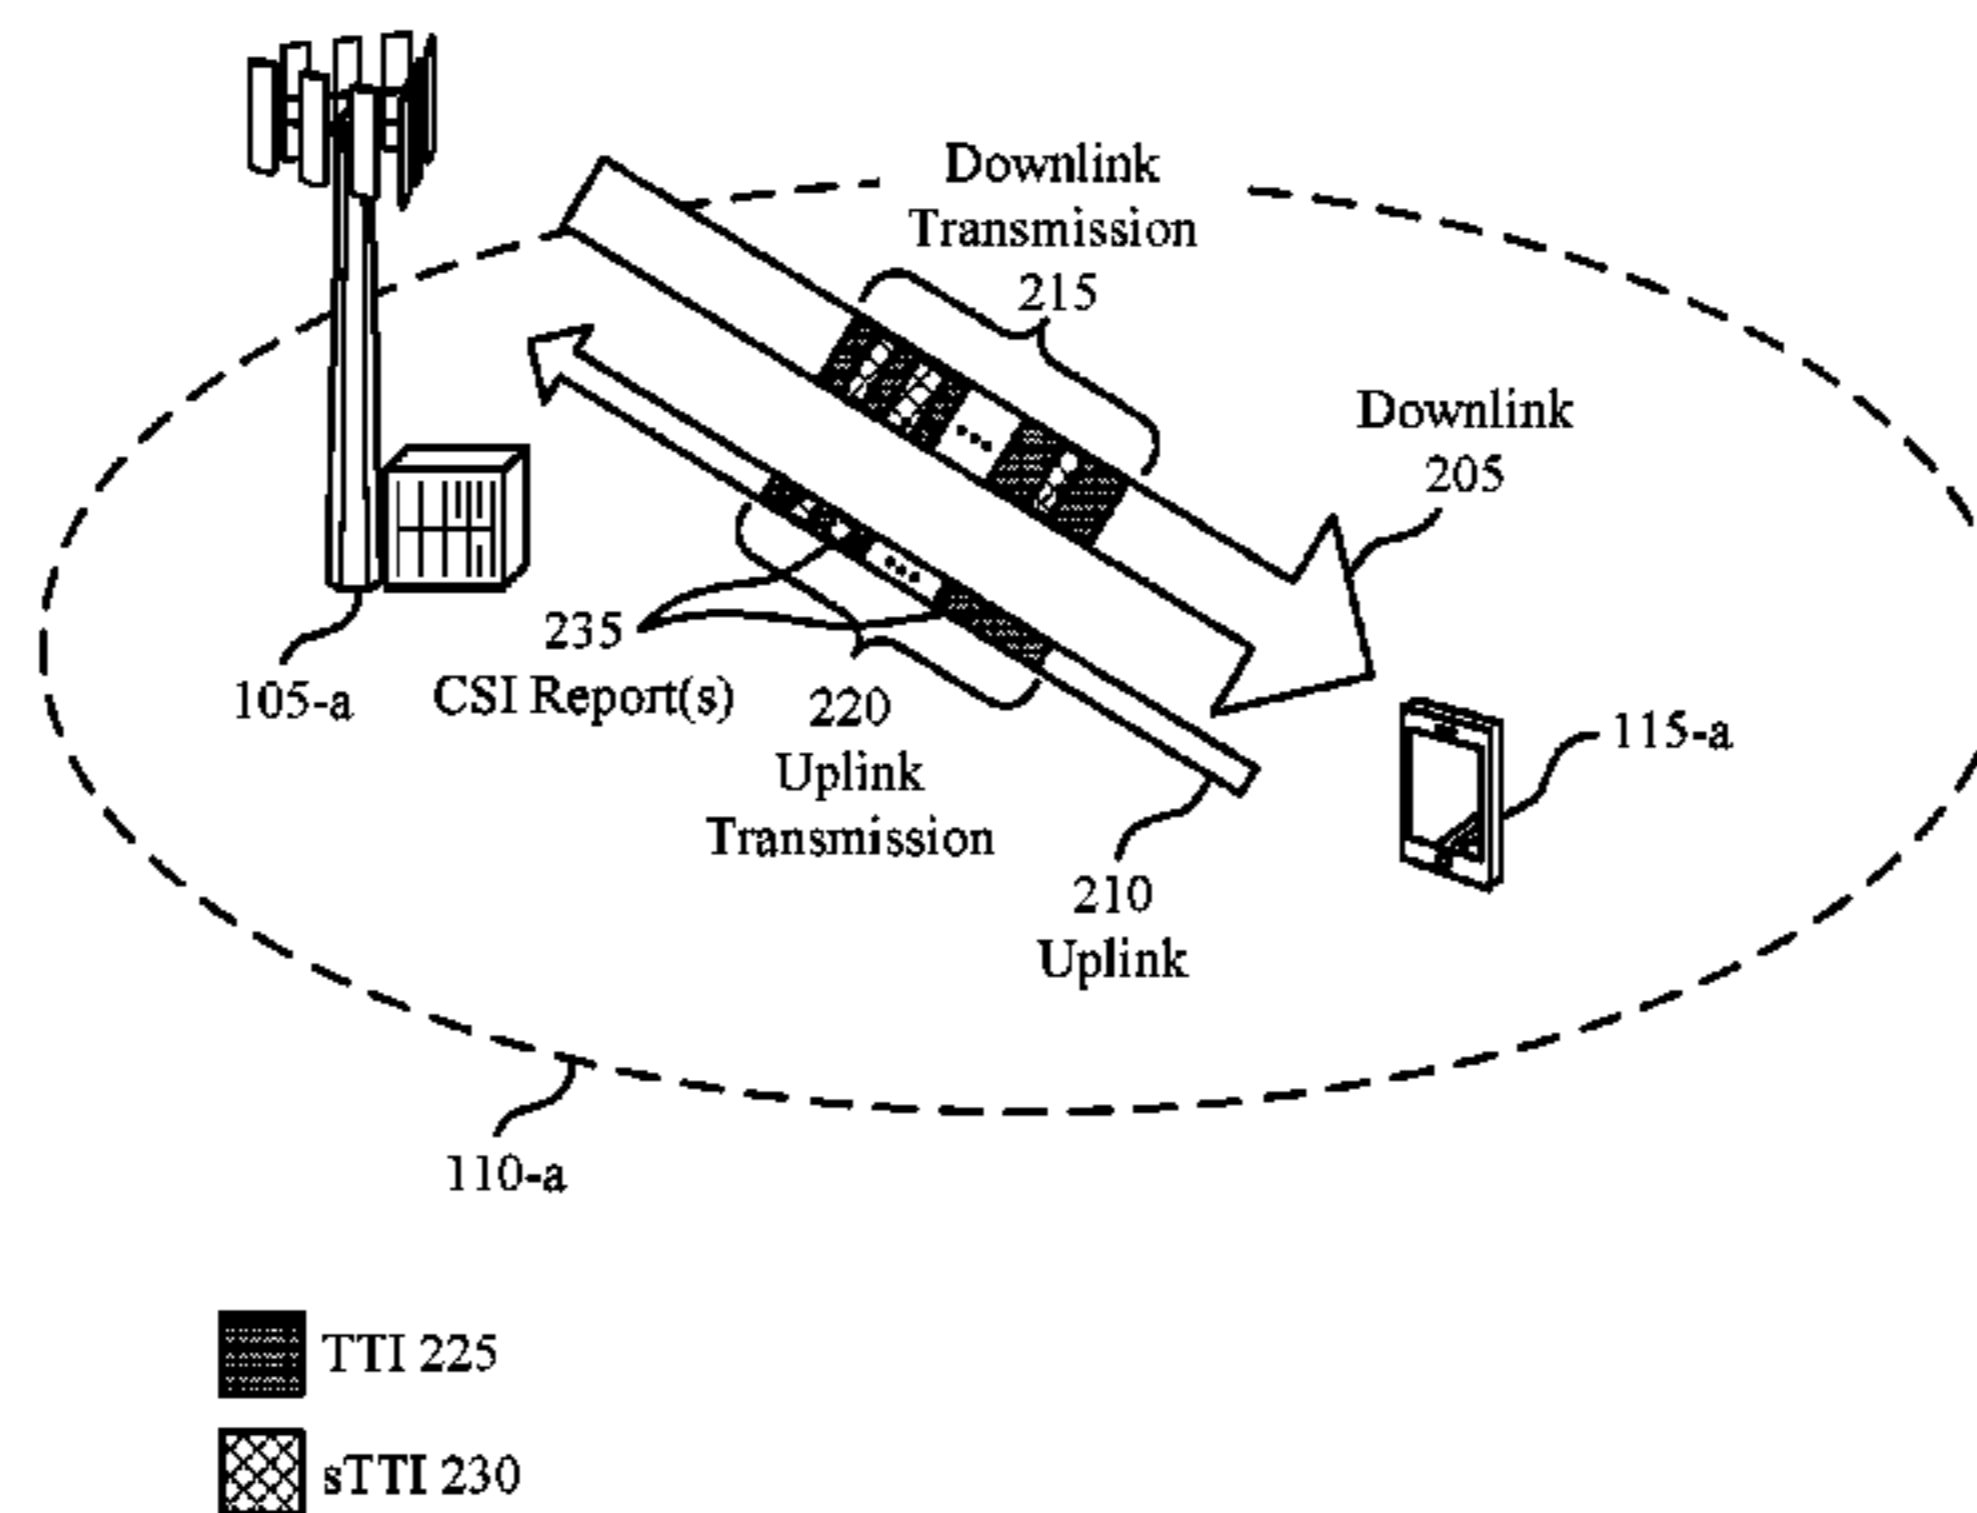 Downlink
Transmission
215
Downlink
205
235
CSI Report(s)
105-a
220
Uplink
Transmission
115-a
210
Uplink
110-a
TTI 225
sTTI 230